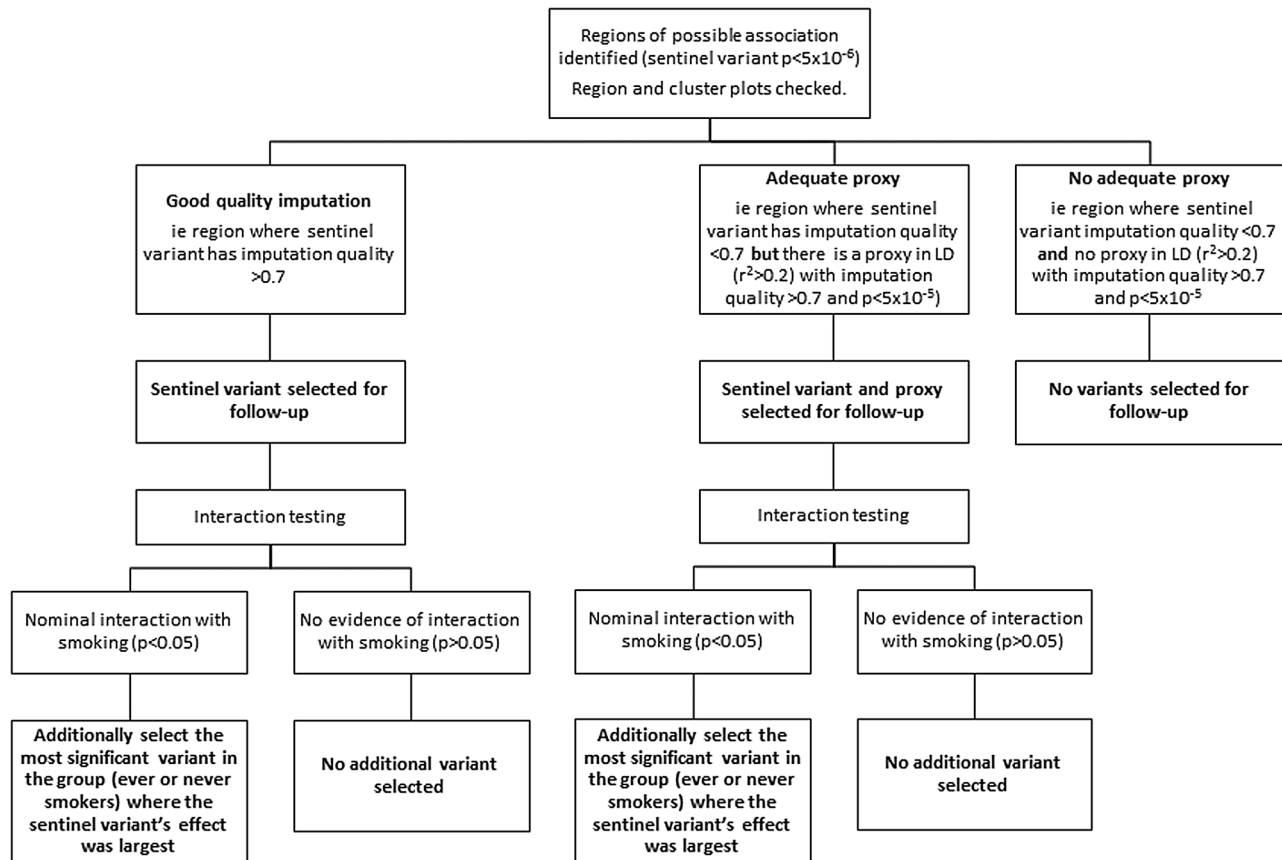 Regions of possible association
identified (sentinel variant p<5x10⁻⁶)
Region and cluster plots checked.
Good quality imputation
ie region where sentinel
variant has imputation quality
>0.7
Adequate proxy
ie region where sentinel
variant has imputation quality
<0.7 but there is a proxy in LD
(r²>0.2) with imputation
quality >0.7 and p<5x10⁻⁵)
No adequate proxy
ie region where sentinel
variant imputation quality <0.7
and no proxy in LD (r²>0.2)
with imputation quality >0.7
and p<5x10⁻⁵
Sentinel variant selected for
follow-up
Sentinel variant and proxy
selected for follow-up
No variants selected for
follow-up
Interaction testing
Interaction testing
Nominal interaction with
smoking (p<0.05)
No evidence of interaction
with smoking (p>0.05)
Nominal interaction with
smoking (p<0.05)
No evidence of interaction
with smoking (p>0.05)
Additionally select the
most significant variant in
the group (ever or never
smokers) where the
sentinel variant's effect
was largest
No additional variant
selected
Additionally select the
most significant variant in
the group (ever or never
smokers) where the
sentinel variant's effect
was largest
No additional variant
selected